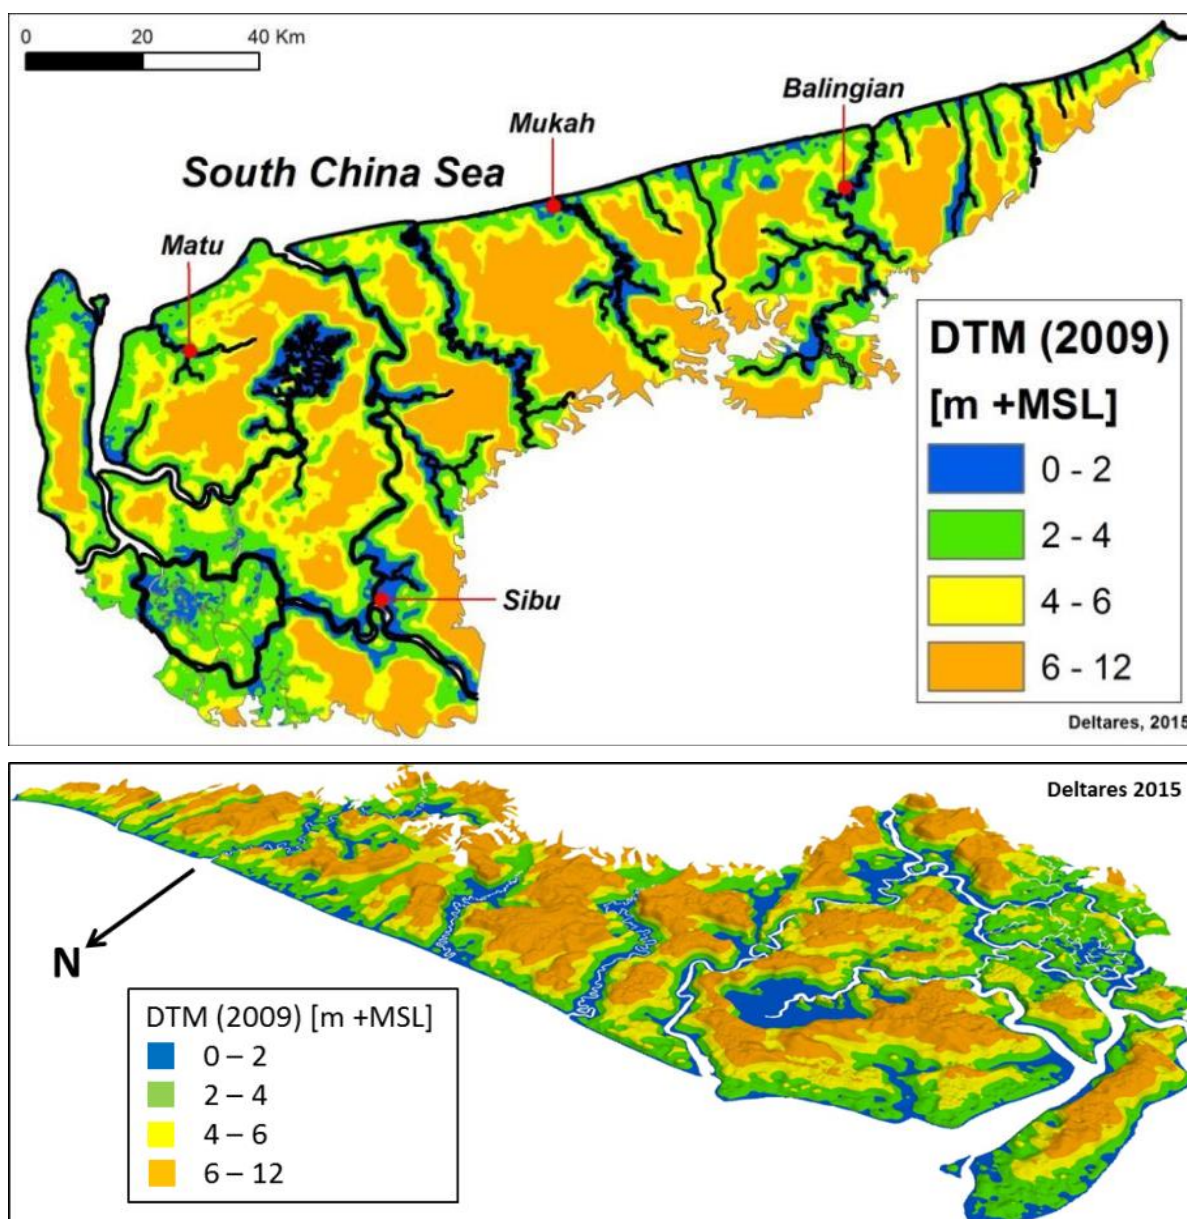 0 20 40 Km
Balingian
Mukah
South China Sea
Matu
DTM (2009)
[m +MSL]
0 - 2
2 - 4
4 - 6
6 - 12
Sibu
Deltares, 2015
Deltares 2015
N
DTM (2009) [m +MSL]
0 – 2
2 – 4
4 – 6
6 – 12